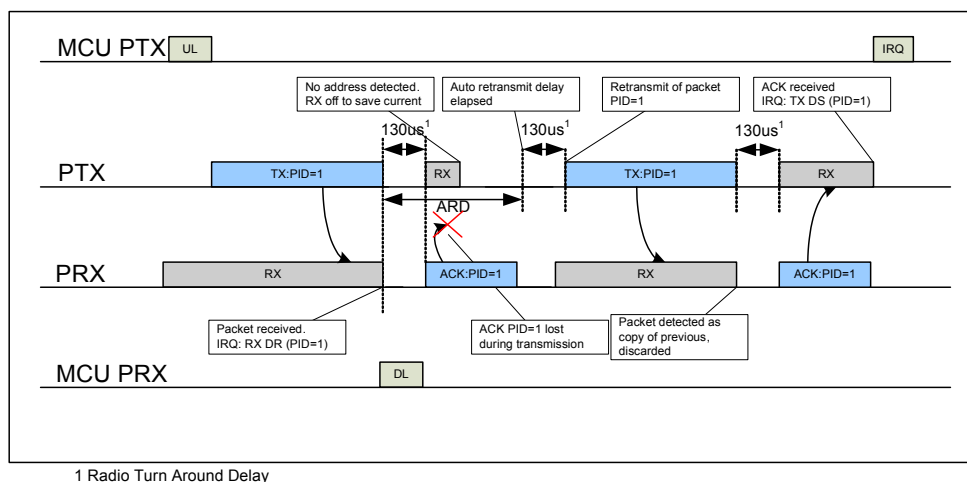 MCU PTX
UL
IRQ
No address detected.
RX off to save current
Auto retransmit delay
elapsed
Retransmit of packet
PID=1
ACK received
IRQ: TX DS (PID=1)
130us1
130us1
130us1
PTX
TX:PID=1
RX
TX:PID=1
RX
ARD
PRX
RX
ACK:PID=1
RX
ACK:PID=1
Packet received.
IRQ: RX DR (PID=1)
ACK PID=1 lost
during transmission
Packet detected as
copy of previous,
discarded
MCU PRX
DL
1 Radio Turn Around Delay